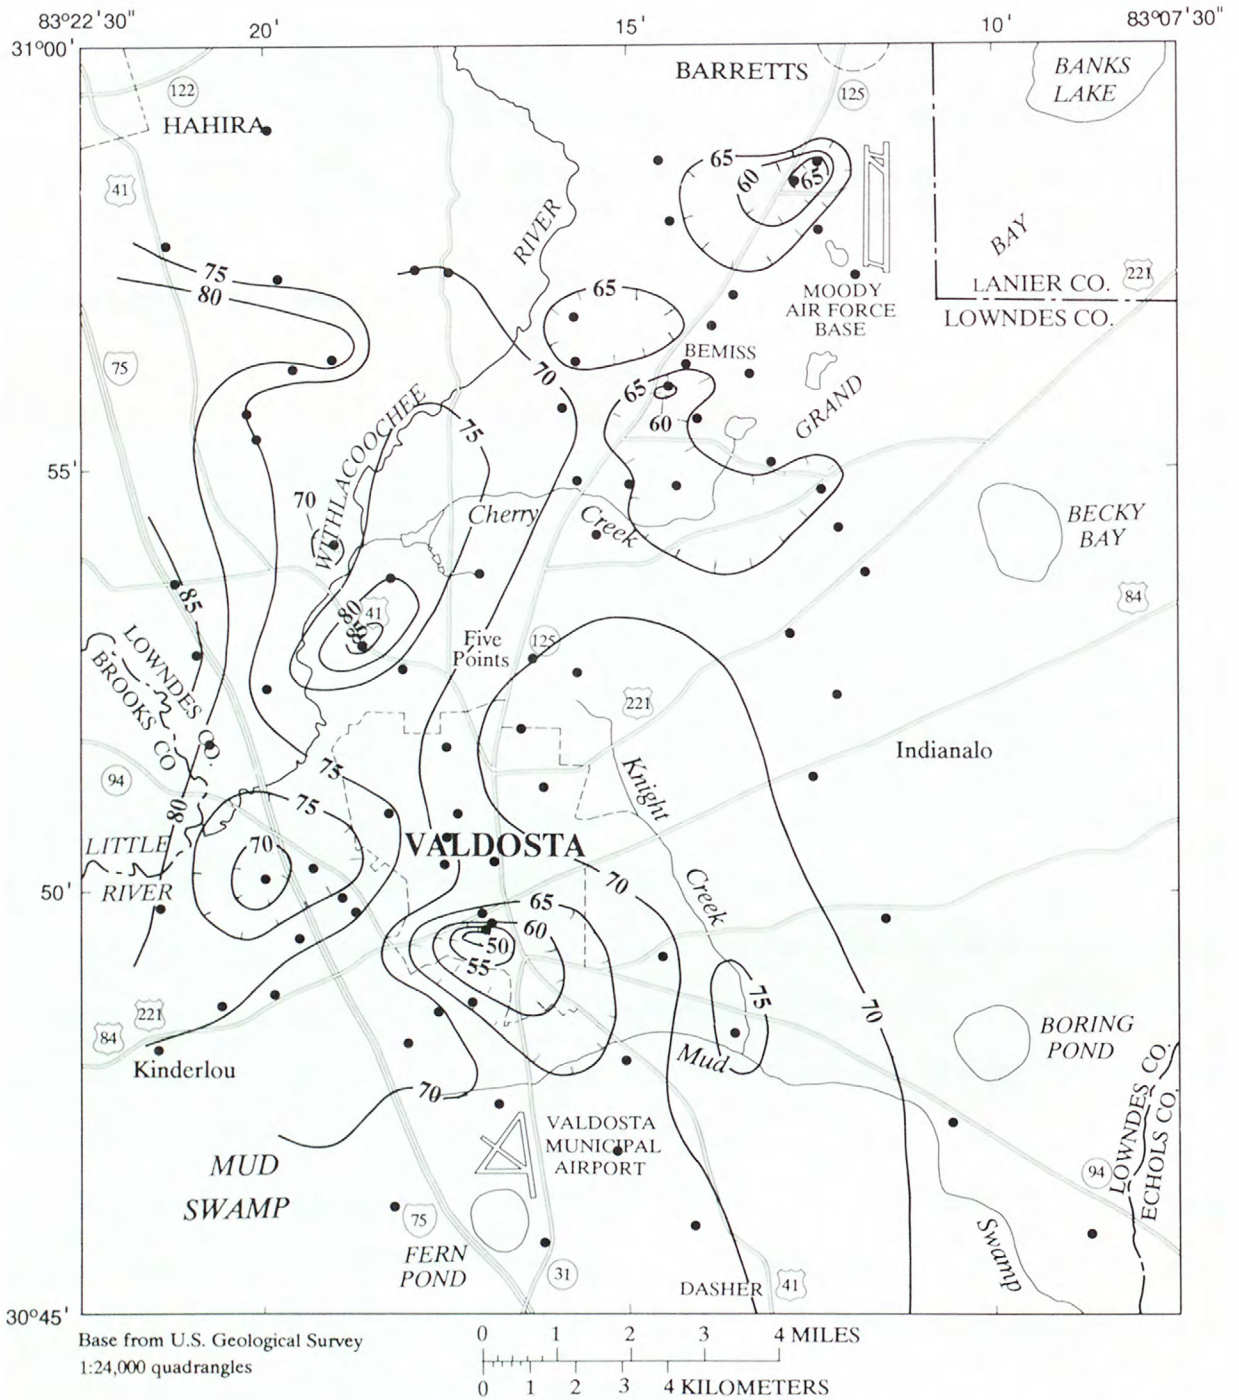 83°22'30"
20'
15'
10'
83°07'30"
31°00'
BARRETTS
BANKS
LAKE
122
125
HAHIRA
65
60
65
41
RIVER
BAY
75
80
65
221
LANIER CO.
MOODY
AIR FORCE
BASE
LOWNDES CO.
BEMISS
75
70
65
60
GRAND
WITHLACOOCHEE
75
55'
70
Cherry
Creek
BECKY
BAY
85
80
41
85
84
LOWNDES CO.
BROOKS CO
Five
Points
125
221
Indianalo
94
75
Knight
80
75
LITTLE
RIVER
70
VALDOSTA
50'
70
Creek
65
60
50
55
75
70
221
84
Kinderlou
Mud
BORING
POND
70
VALDOSTA
MUNICIPAL
AIRPORT
LOWNDES CO.
ECHOLS CO.
MUD
SWAMP
94
75
FERN
POND
31
Swamp
DASHER
41
30°45'
Base from U.S. Geological Survey
1:24,000 quadrangles
0 1 2 3 4 MILES
0 1 2 3 4 KILOMETERS